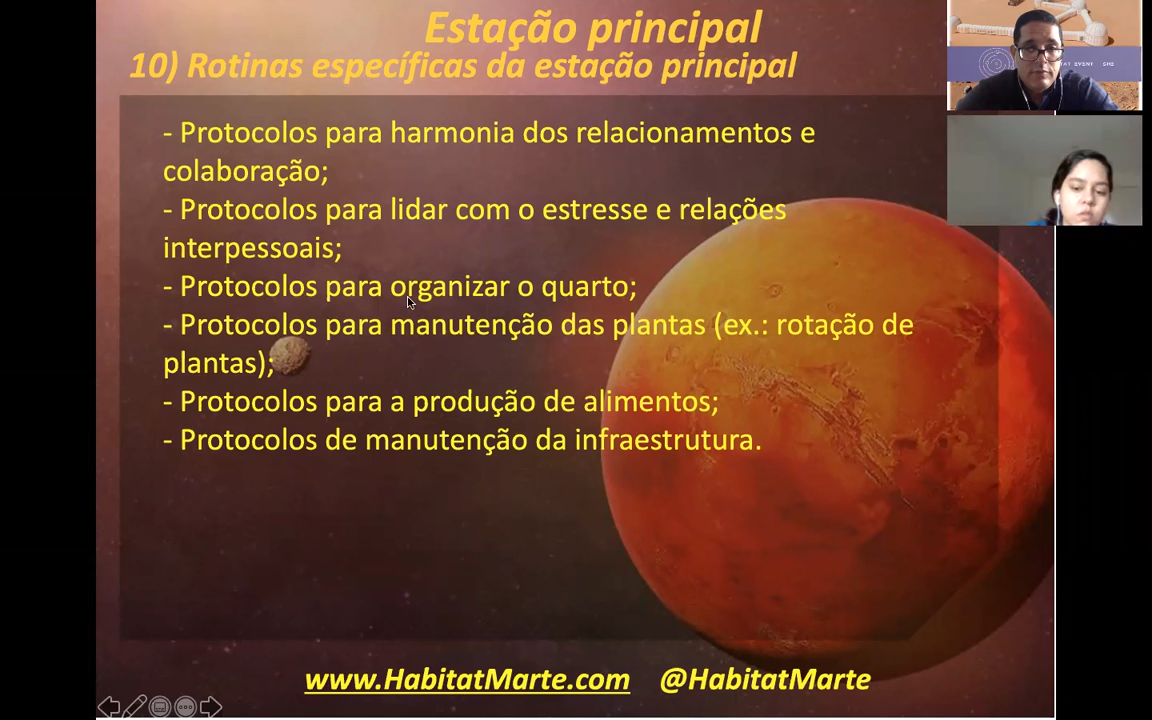 Estação principal
10) Rotinas específicas da estação principal
- Protocolos para harmonia dos relacionamentos e
colaboração;
- Protocolos para lidar com o estresse e relações
interpessoais;
- Protocolos para organizar o quarto;
- Protocolos para manutenção das plantas (ex.: rotação de
plantas);
- Protocolos para a produção de alimentos;
- Protocolos de manutenção da infraestrutura.
www.HabitatMarte.com @HabitatMarte